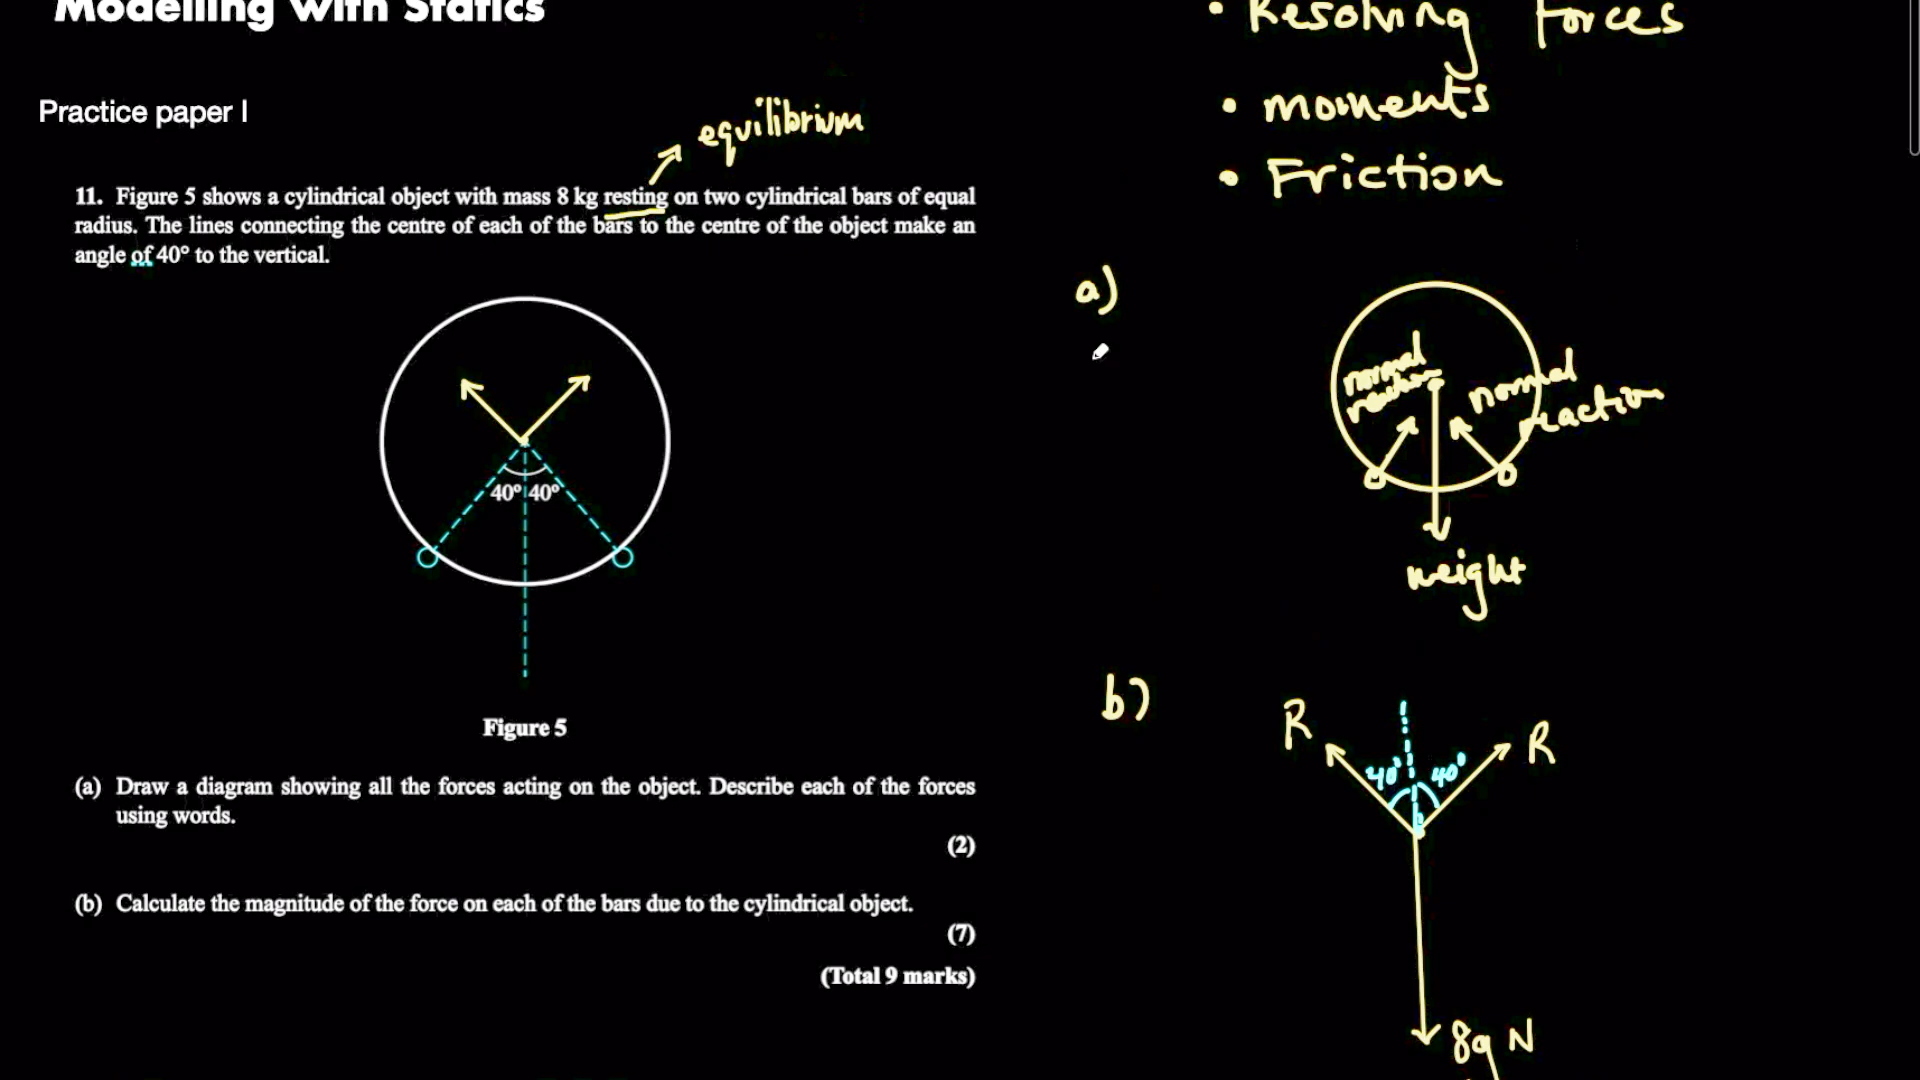 Modelling with Statics
Practice paper I
equilibrium
11. Figure 5 shows a cylindrical object with mass 8 kg resting on two cylindrical bars of equal
radius. The lines connecting the centre of each of the bars to the centre of the object make an
angle of 40° to the vertical.
40° 40°
Figure 5
(a) Draw a diagram showing all the forces acting on the object. Describe each of the forces
using words.
(2)
(b) Calculate the magnitude of the force on each of the bars due to the cylindrical object.
(7)
(Total 9 marks)
• Resolving forces
• moments
• Friction
a)
normal
reaction
normal
reaction
weight
b)
R R
40° 40°
8g N